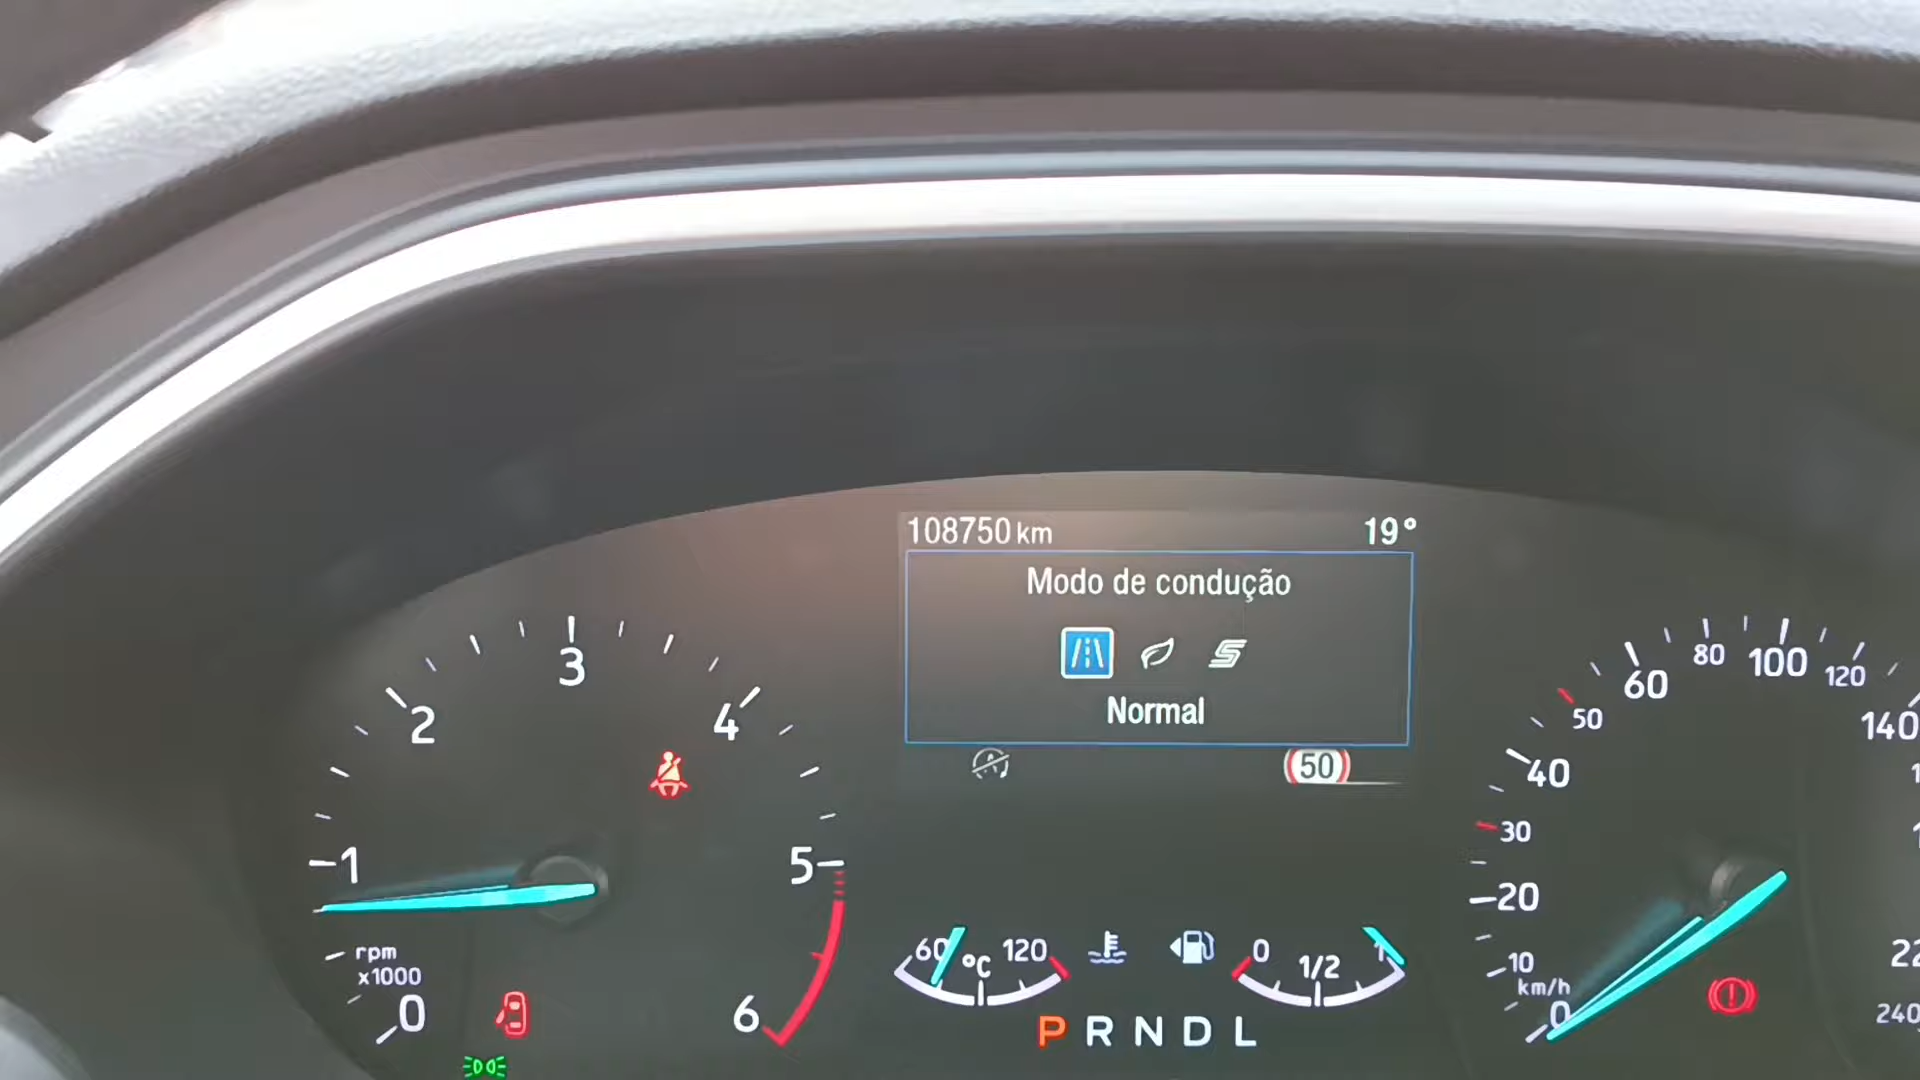 108750 km 19°
Modo de condução
Normal
50
1 2 3 4 5 6
rpm
x1000
0
60 °C 120
0 1/2 1
P R N D L
0 10 20 30 40 50 60 80 100 120 140
km/h
240